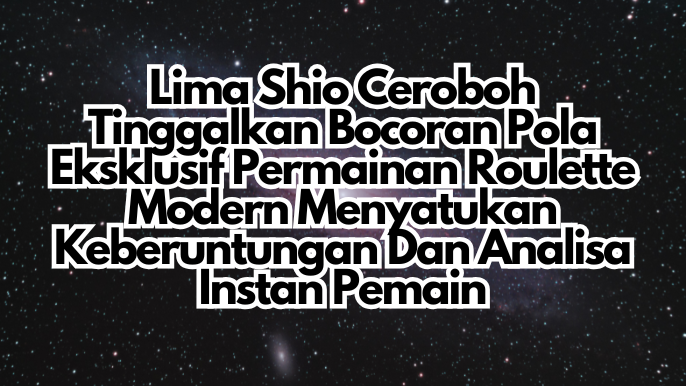 Lima Shio Ceroboh
Tinggalkan Bocoran Pola
Eksklusif Permainan Roulette
Modern Menyatukan
Keberuntungan Dan Analisa
Instan Pemain